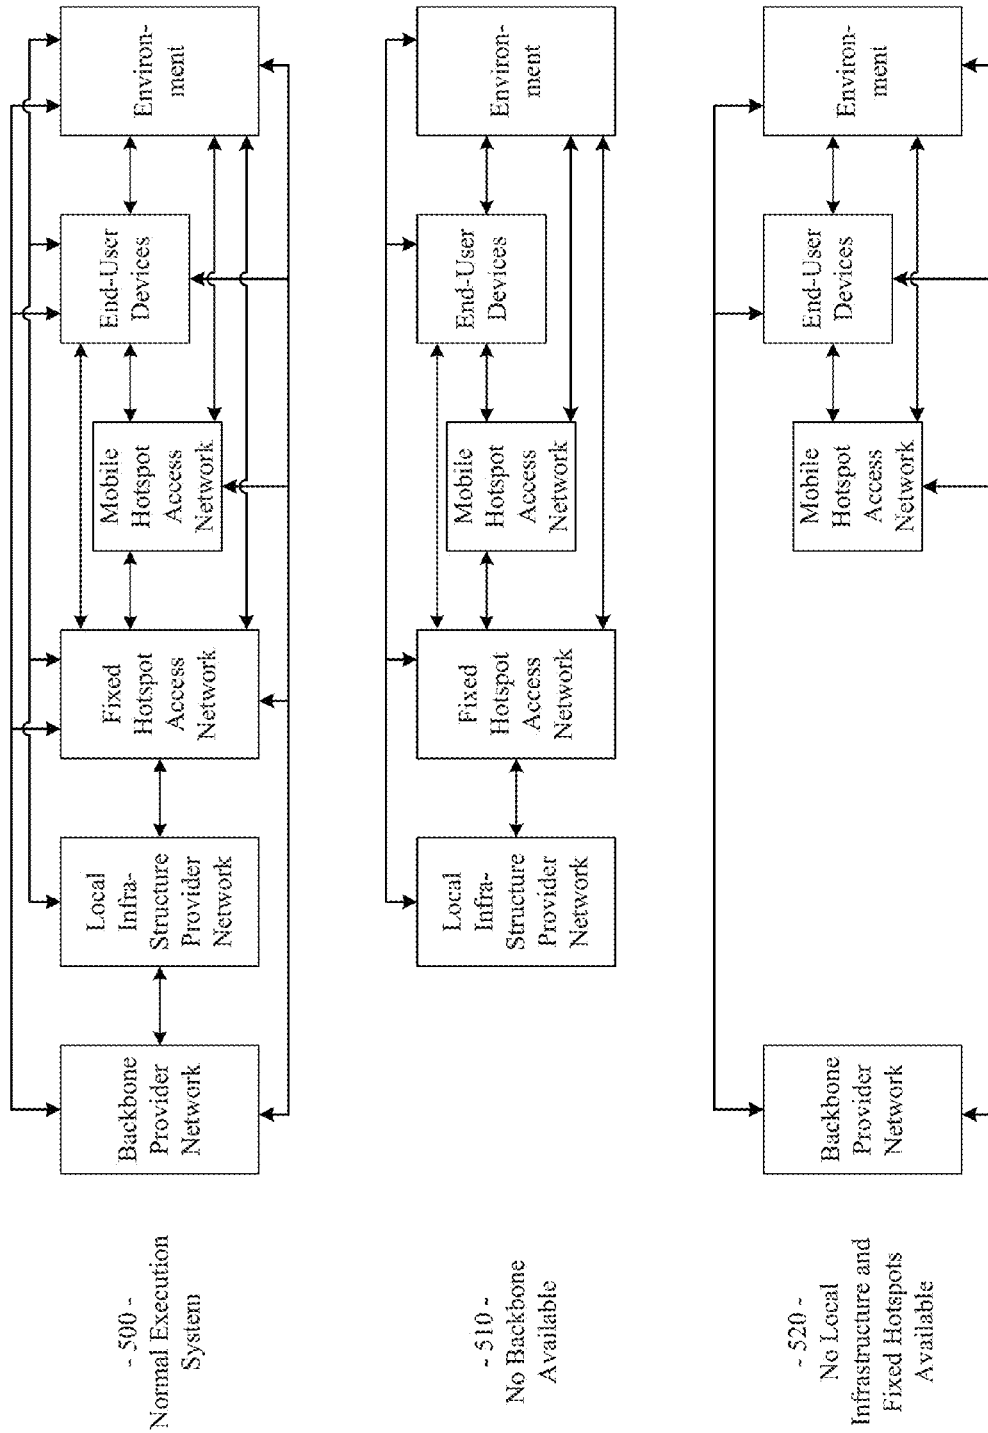 - 500 -
Normal Execution
System
Backbone
Provider
Network
Local
Infra-
Structure
Provider
Network
Fixed
Hotspot
Access
Network
Mobile
Hotspot
Access
Network
End-User
Devices
Environ-
ment
- 510 -
No Backbone
Available
Local
Infra-
Structure
Provider
Network
Fixed
Hotspot
Access
Network
Mobile
Hotspot
Access
Network
End-User
Devices
Environ-
ment
- 520 -
No Local
Infrastructure and
Fixed Hotspots
Available
Backbone
Provider
Network
Mobile
Hotspot
Access
Network
End-User
Devices
Environ-
ment